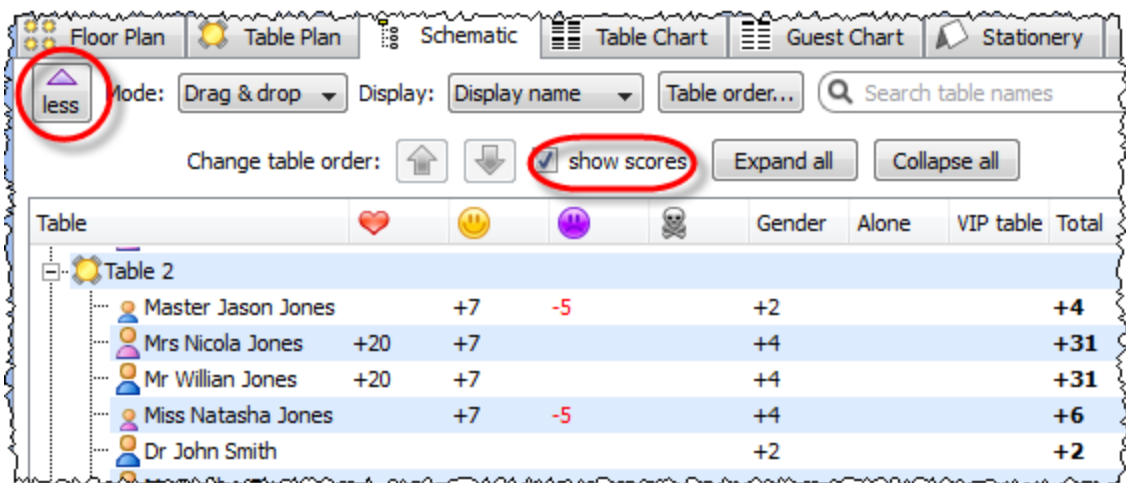 Floor Plan Table Plan Schematic Table Chart Guest Chart Stationery
less Mode: Drag & drop Display: Display name Table order... Search table names
Change table order: show scores Expand all Collapse all
Table Gender Alone VIP table Total
Table 2
Master Jason Jones +7 -5 +2 +4
Mrs Nicola Jones +20 +7 +4 +31
Mr Willian Jones +20 +7 +4 +31
Miss Natasha Jones +7 -5 +4 +6
Dr John Smith +2 +2